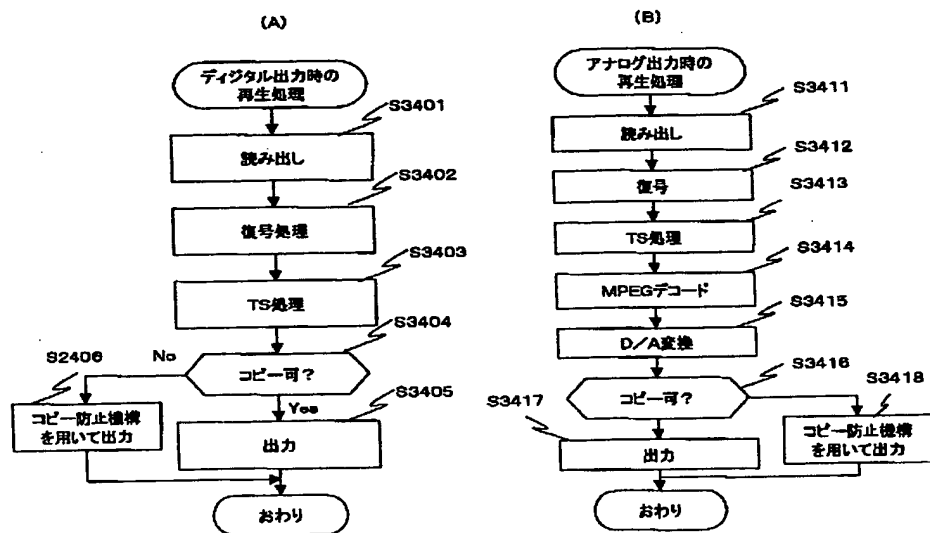 (A)
ディジタル出力時の
再生処理
S3401
読み出し
S3402
復号処理
S3403
TS処理
S3404
No
コピー可?
S2406
コピー防止機構
を用いて出力
Yes
S3405
出力
おわり
(B)
アナログ出力時の
再生処理
S3411
読み出し
S3412
復号
S3413
TS処理
S3414
MPEGデコード
S3415
D/A変換
S3416
コピー可?
S3417
出力
S3418
コピー防止機構
を用いて出力
おわり